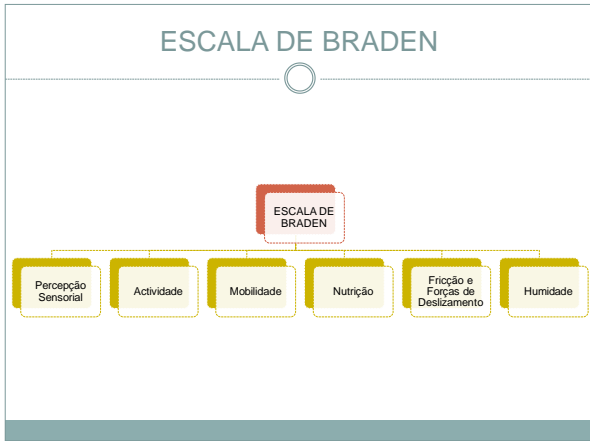 ESCALA DE BRADEN
ESCALA DE
BRADEN
Percepção
Sensorial
Actividade
Mobilidade
Nutrição
Fricção e
Forças de
Deslizamento
Humidade